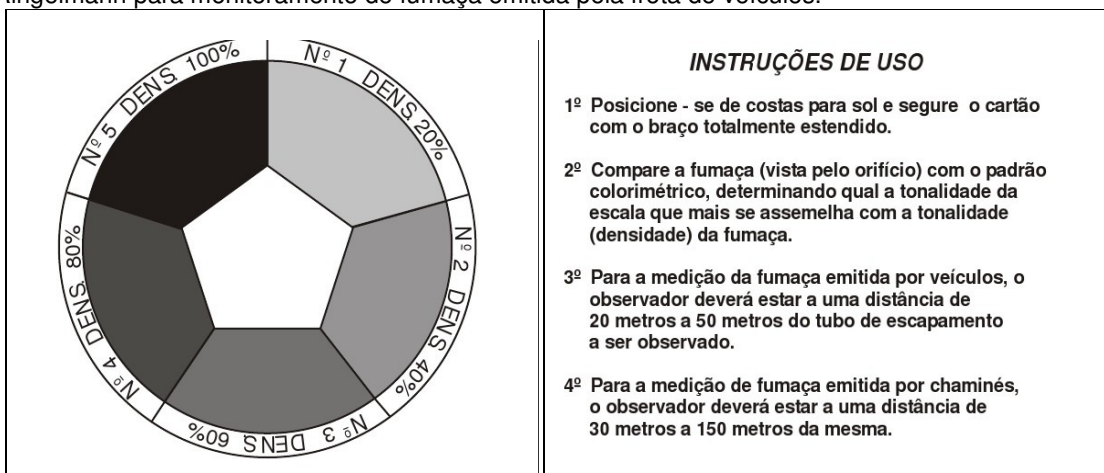 Ringelmann para monitoramento de fumaça emitida pela frota de veículos.
Nº 1 DENS. 20%
Nº 2 DENS. 40%
Nº 3 DENS. 60%
Nº 4 DENS. 80%
Nº 5 DENS. 100%
INSTRUÇÕES DE USO
1º Posicione - se de costas para sol e segure o cartão
com o braço totalmente estendido.
2º Compare a fumaça (vista pelo orifício) com o padrão
colorimétrico, determinando qual a tonalidade da
escala que mais se assemelha com a tonalidade
(densidade) da fumaça.
3º Para a medição da fumaça emitida por veículos, o
observador deverá estar a uma distância de
20 metros a 50 metros do tubo de escapamento
a ser observado.
4º Para a medição de fumaça emitida por chaminés,
o observador deverá estar a uma distância de
30 metros a 150 metros da mesma.